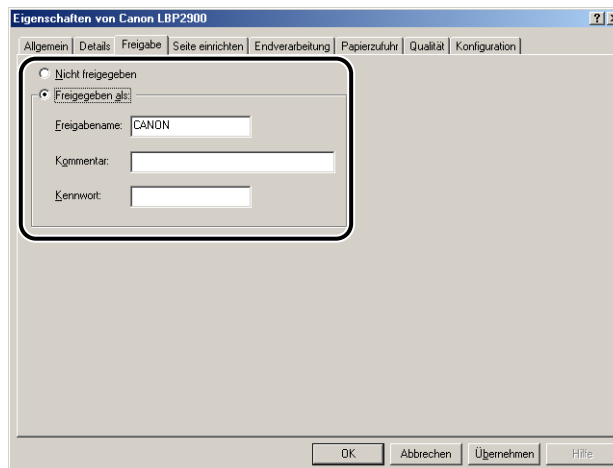 Eigenschaften von Canon LBP2900
Allgemein Details Freigabe Seite einrichten Endverarbeitung Papierzufuhr Qualität Konfiguration
Nicht freigegeben
Freigegeben als:
Freigabename: CANON
Kommentar:
Kennwort:
OK Abbrechen Übernehmen Hilfe